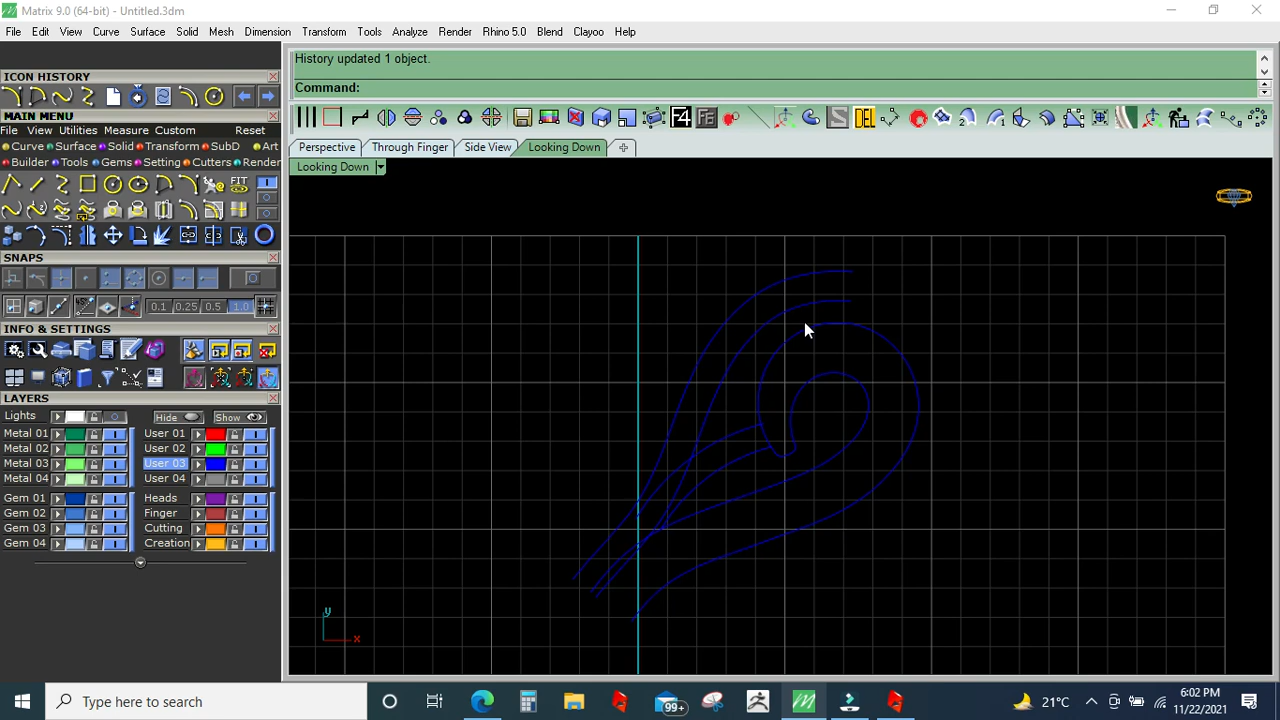 Matrix 9.0 (64-bit) - Untitled.3dm
File Edit View Curve Surface Solid Mesh Dimension Transform Tools Analyze Render Rhino 5.0 Blend Clayoo Help
History updated 1 object.
Command:
ICON HISTORY
MAIN MENU
File View Utilities Measure Custom Reset
Curve Surface Solid Transform SubD Art
Builder Tools Gems Setting Cutters Render
FIT
F4 F6 DEL
Perspective Through Finger Side View Looking Down
Looking Down
SNAPS
0.1 0.25 0.5 1.0
INFO & SETTINGS
LAYERS
Lights Hide Show
Metal 01 User 01
Metal 02 User 02
Metal 03 User 03
Metal 04 User 04
Gem 01 Heads
Gem 02 Finger
Gem 03 Cutting
Gem 04 Creation
y
x
Type here to search
99+
21°C
6:02 PM
11/22/2021